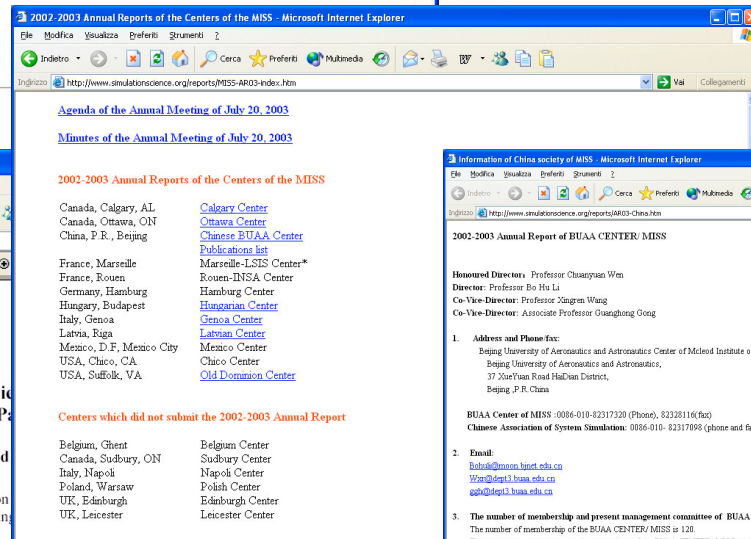 2002-2003 Annual Reports of the Centers of the MISS - Microsoft Internet Explorer
File Modifica Visualizza Preferiti Strumenti ?
Indietro Cerca Preferiti Multimedia
Indirizzo http://www.simulationscience.org/reports/MISS-AR03-index.htm Vai Collegamenti
Agenda of the Annual Meeting of July 20, 2003
Minutes of the Annual Meeting of July 20, 2003
2002-2003 Annual Reports of the Centers of the MISS
Canada, Calgary, AL Calgary Center
Canada, Ottawa, ON Ottawa Center
China, P.R., Beijing Chinese BUAA Center
Publications list
France, Marseille Marseille-LSIS Center*
France, Rouen Rouen-INSA Center
Germany, Hamburg Hamburg Center
Hungary, Budapest Hungarian Center
Italy, Genoa Genoa Center
Latvia, Riga Latvian Center
Mexico, D.F, Mexico City Mexico Center
USA, Chico, CA Chico Center
USA, Suffolk, VA Old Dominion Center
Centers which did not submit the 2002-2003 Annual Report
Belgium, Ghent Belgium Center
Canada, Sudbury, ON Sudbury Center
Italy, Napoli Napoli Center
Poland, Warsaw Polish Center
UK, Edinburgh Edinburgh Center
UK, Leicester Leicester Center
Information of China society of MISS - Microsoft Internet Explorer
File Modifica Visualizza Preferiti Strumenti ?
Indietro Cerca Preferiti Multimedia
Indirizzo http://www.simulationscience.org/reports/AR03-China.htm
2002-2003 Annual Report of BUAA CENTER/ MISS
Honoured Director: Professor Chuanyuan Wen
Director: Professor Bo Hu Li
Co-Vice-Director: Professor Xingren Wang
Co-Vice-Director: Associate Professor Guanghong Gong
1. Address and Phone/fax:
Beijing University of Aeronautics and Astronautics Center of Mcleod Institute o
Beijing University of Aeronautics and Astronautics,
37 XueYuan Road HaiDian District,
Beijing ,P.R.China
BUAA Center of MISS :0086-010-82317320 (Phone), 82328116(fax)
Chinese Association of System Simulation: 0086-010- 82317098 (phone and fa
2. Email:
Bohuli@moon.bjnet.edu.cn
Wxr@dept3.buaa.edu.cn
ggh@dept3.buaa.edu.cn
3. The number of membership and present management committee of BUAA
The number of membership of the BUAA CENTER/ MISS is 120.